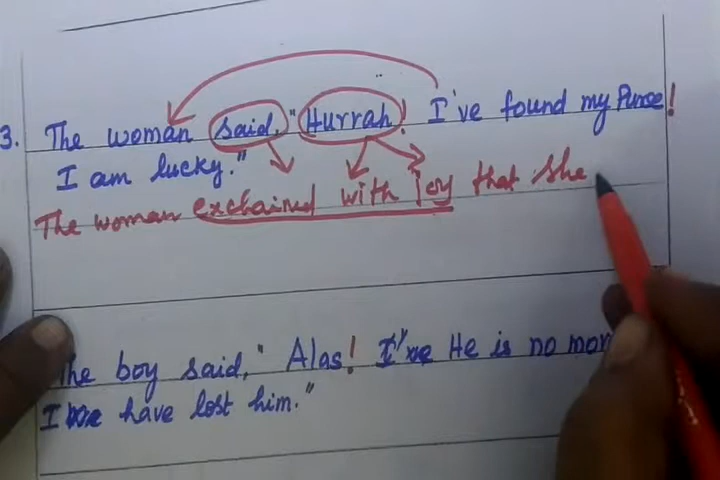 3. The woman said, "Hurrah! I've found my Purse!
I am lucky."
The woman exclaimed with joy that she
The boy said," Alas! I've He is no mor
I have lost him."